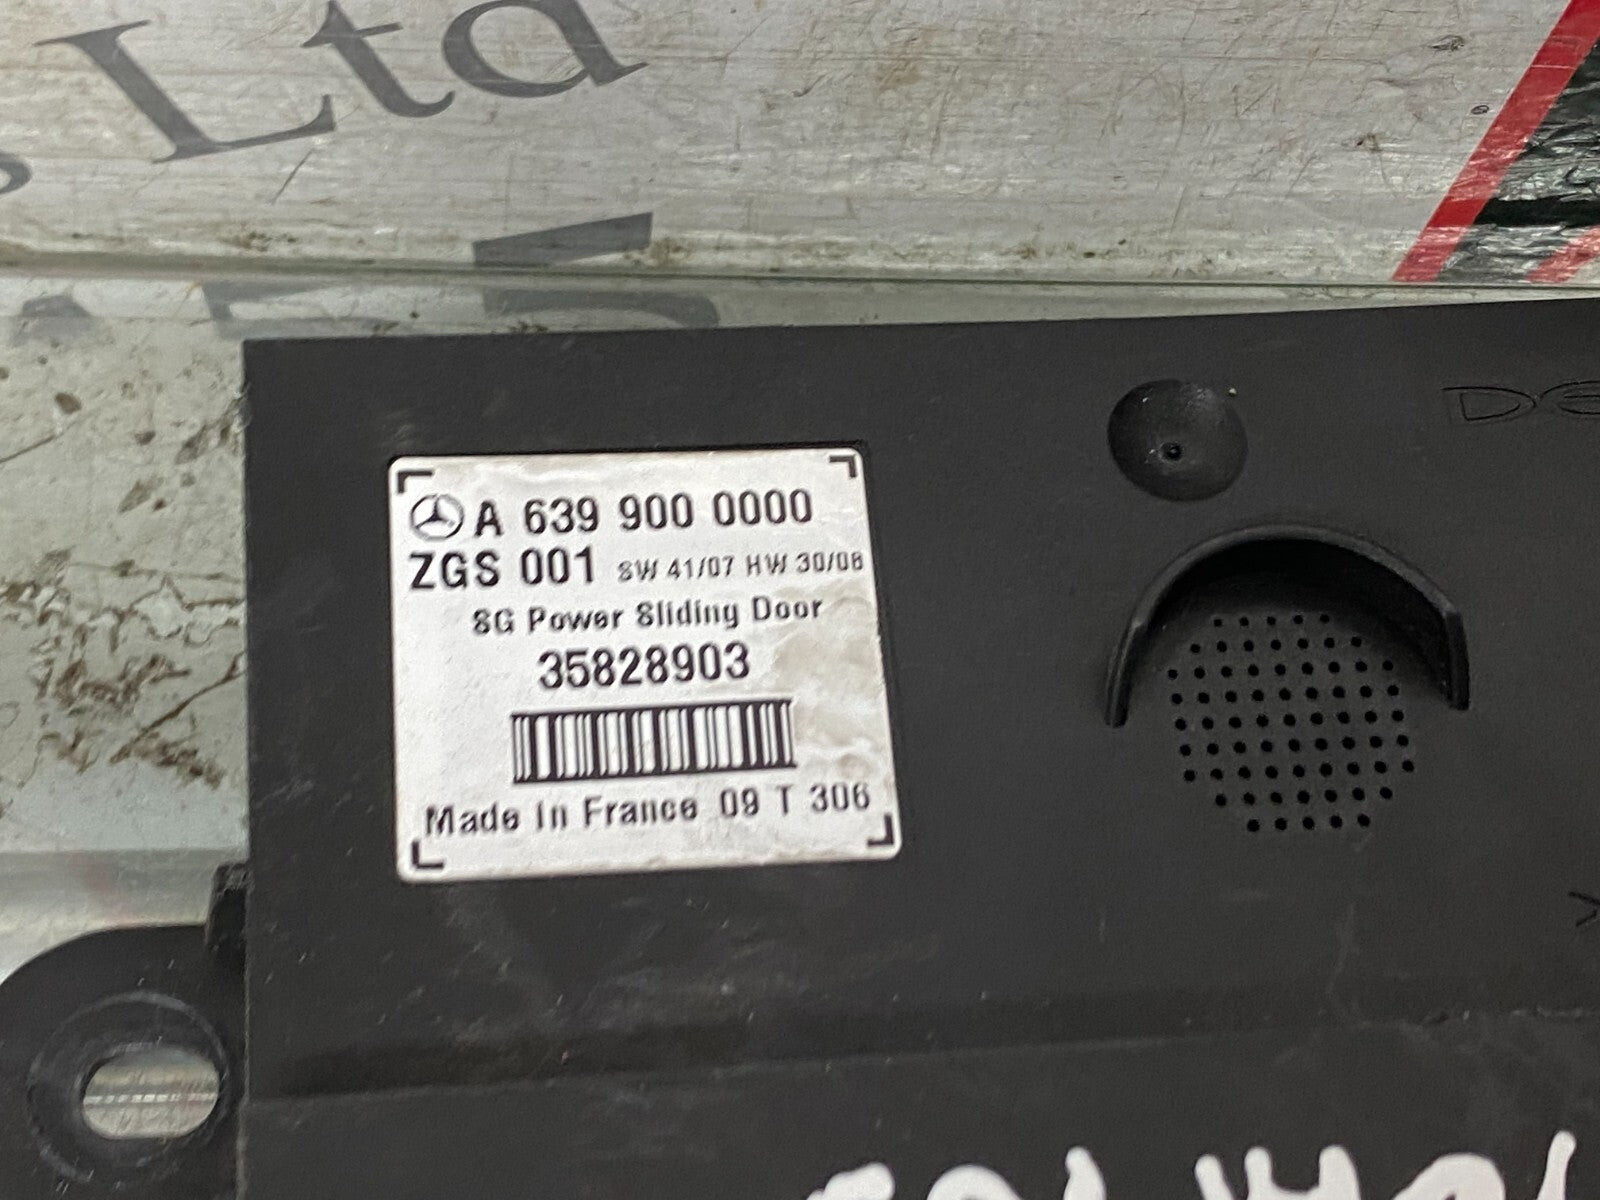 Ltd
A 639 900 0000
ZGS 001 SW 41/07 HW 30/08
SG Power Sliding Door
35828903
Made in France 09 T 306